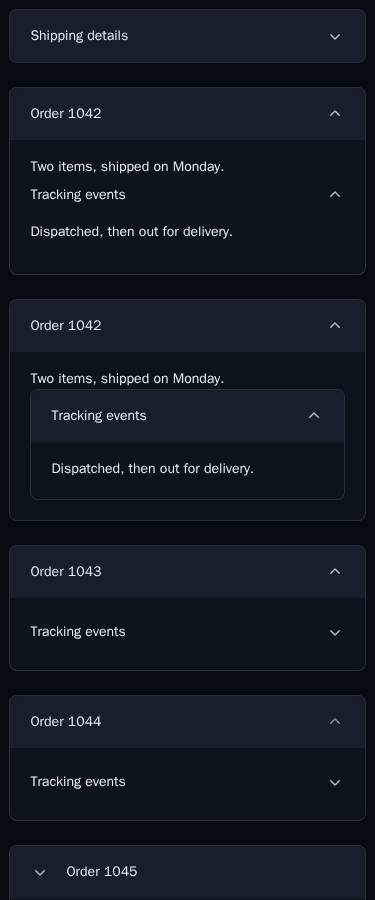 Shipping details
Order 1042
Two items, shipped on Monday.
Tracking events
Dispatched, then out for delivery.
Order 1042
Two items, shipped on Monday.
Tracking events
Dispatched, then out for delivery.
Order 1043
Tracking events
Order 1044
Tracking events
Order 1045